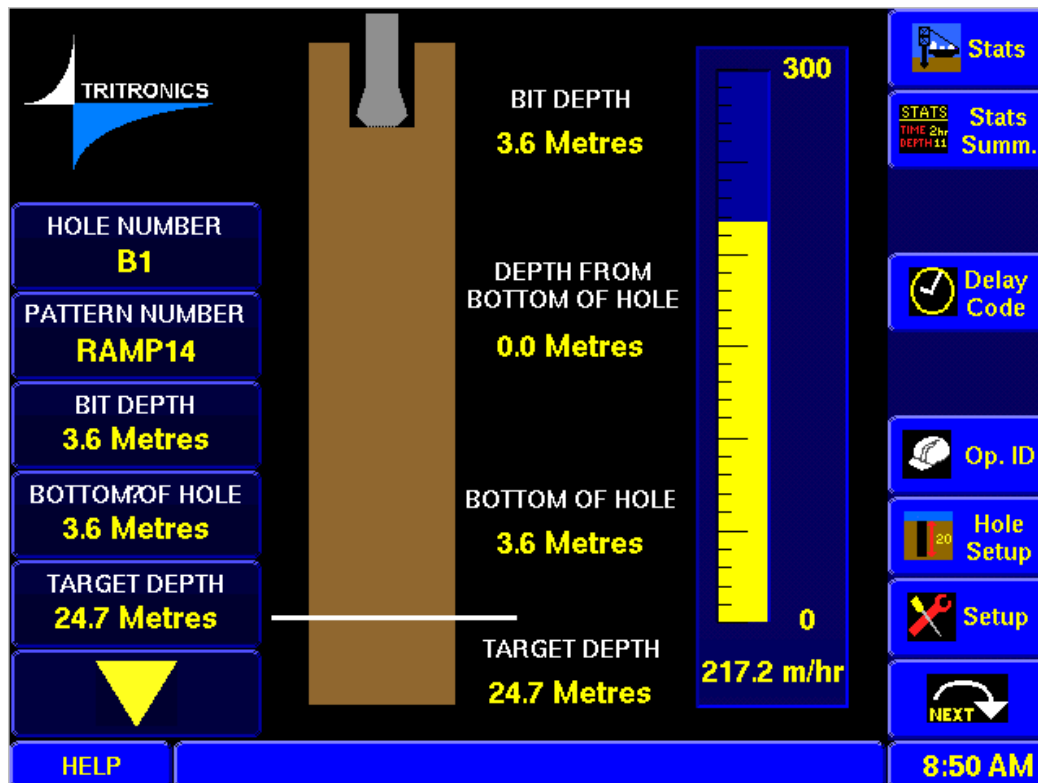 TRITRONICS
HOLE NUMBER
B1
PATTERN NUMBER
RAMP14
BIT DEPTH
3.6 Metres
BOTTOM?OF HOLE
3.6 Metres
TARGET DEPTH
24.7 Metres
HELP
BIT DEPTH
3.6 Metres
DEPTH FROM
BOTTOM OF HOLE
0.0 Metres
BOTTOM OF HOLE
3.6 Metres
TARGET DEPTH
24.7 Metres
300
0
217.2 m/hr
Stats
STATS
TIME 2hr
DEPTH 11
Stats
Summ.
Delay
Code
Op. ID
20
Hole
Setup
Setup
NEXT
8:50 AM